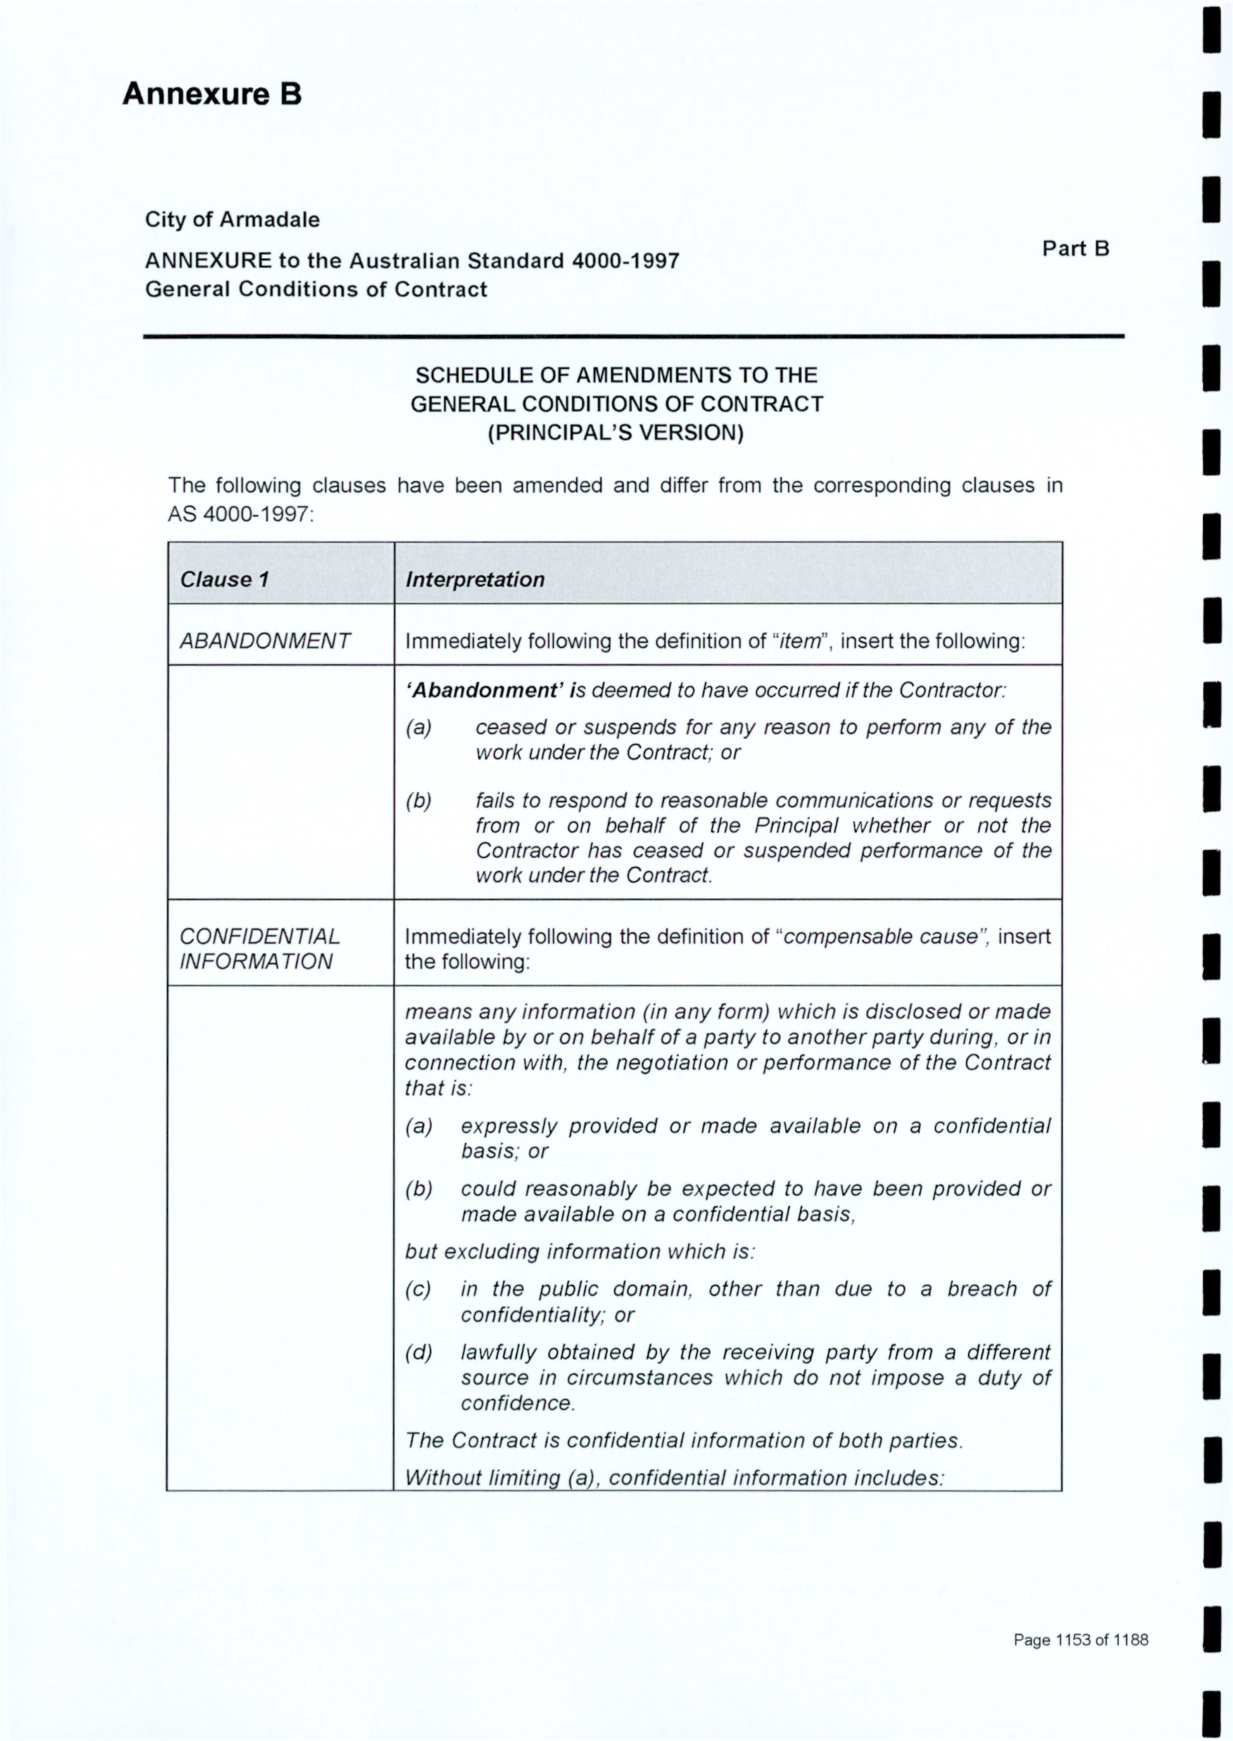 Annexure B
City of Armadale
ANNEXURE to the Australian Standard 4000-1997
General Conditions of Contract
Part B
SCHEDULE OF AMENDMENTS TO THE
GENERAL CONDITIONS OF CONTRACT
(PRINCIPAL'S VERSION)
The following clauses have been amended and differ from the corresponding clauses in
AS 4000-1997:
Clause 1
Interpretation
ABANDONMENT
Immediately following the definition of "item", insert the following:
'Abandonment' is deemed to have occurred if the Contractor:
(a) ceased or suspends for any reason to perform any of the
work under the Contract; or
(b) fails to respond to reasonable communications or requests
from or on behalf of the Principal whether or not the
Contractor has ceased or suspended performance of the
work under the Contract.
CONFIDENTIAL
INFORMATION
Immediately following the definition of "compensable cause", insert
the following:
means any information (in any form) which is disclosed or made
available by or on behalf of a party to another party during, or in
connection with, the negotiation or performance of the Contract
that is:
(a) expressly provided or made available on a confidential
basis; or
(b) could reasonably be expected to have been provided or
made available on a confidential basis,
but excluding information which is:
(c) in the public domain, other than due to a breach of
confidentiality; or
(d) lawfully obtained by the receiving party from a different
source in circumstances which do not impose a duty of
confidence.
The Contract is confidential information of both parties.
Without limiting (a), confidential information includes:
Page 1153 of 1188